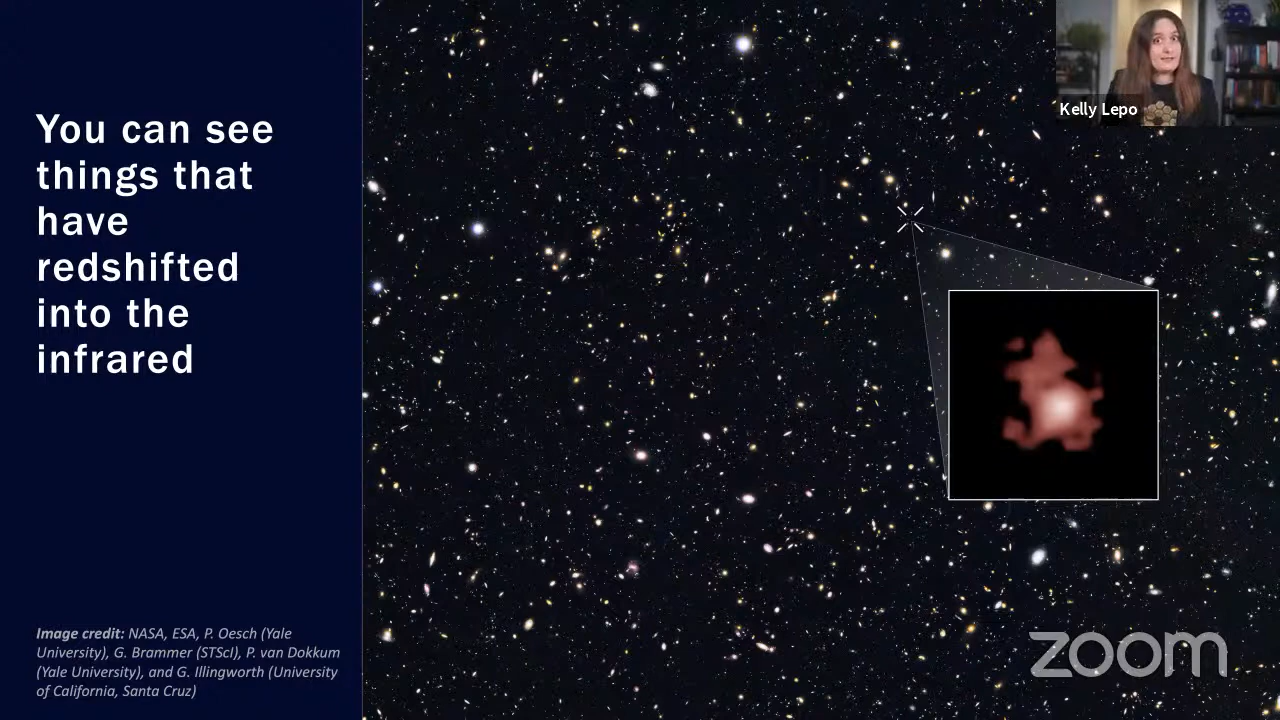 You can see
things that
have
redshifted
into the
infrared
Image credit: NASA, ESA, P. Oesch (Yale
University), G. Brammer (STScI), P. van Dokkum
(Yale University), and G. Illingworth (University
of California, Santa Cruz)
Kelly Lepo
zoom